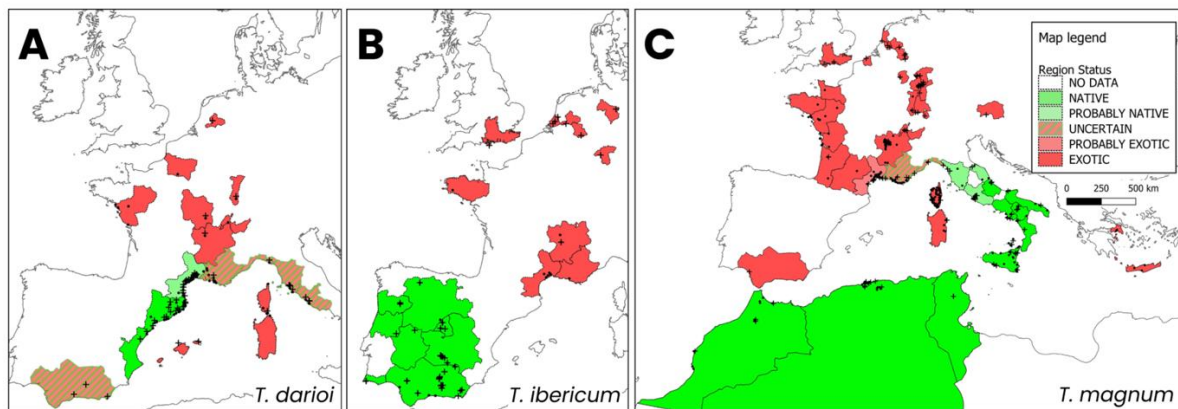 A
B
C
Map legend
Region Status
NO DATA
NATIVE
PROBABLY NATIVE
UNCERTAIN
PROBABLY EXOTIC
EXOTIC
0 250 500 km
T. darioi
T. ibericum
T. magnum